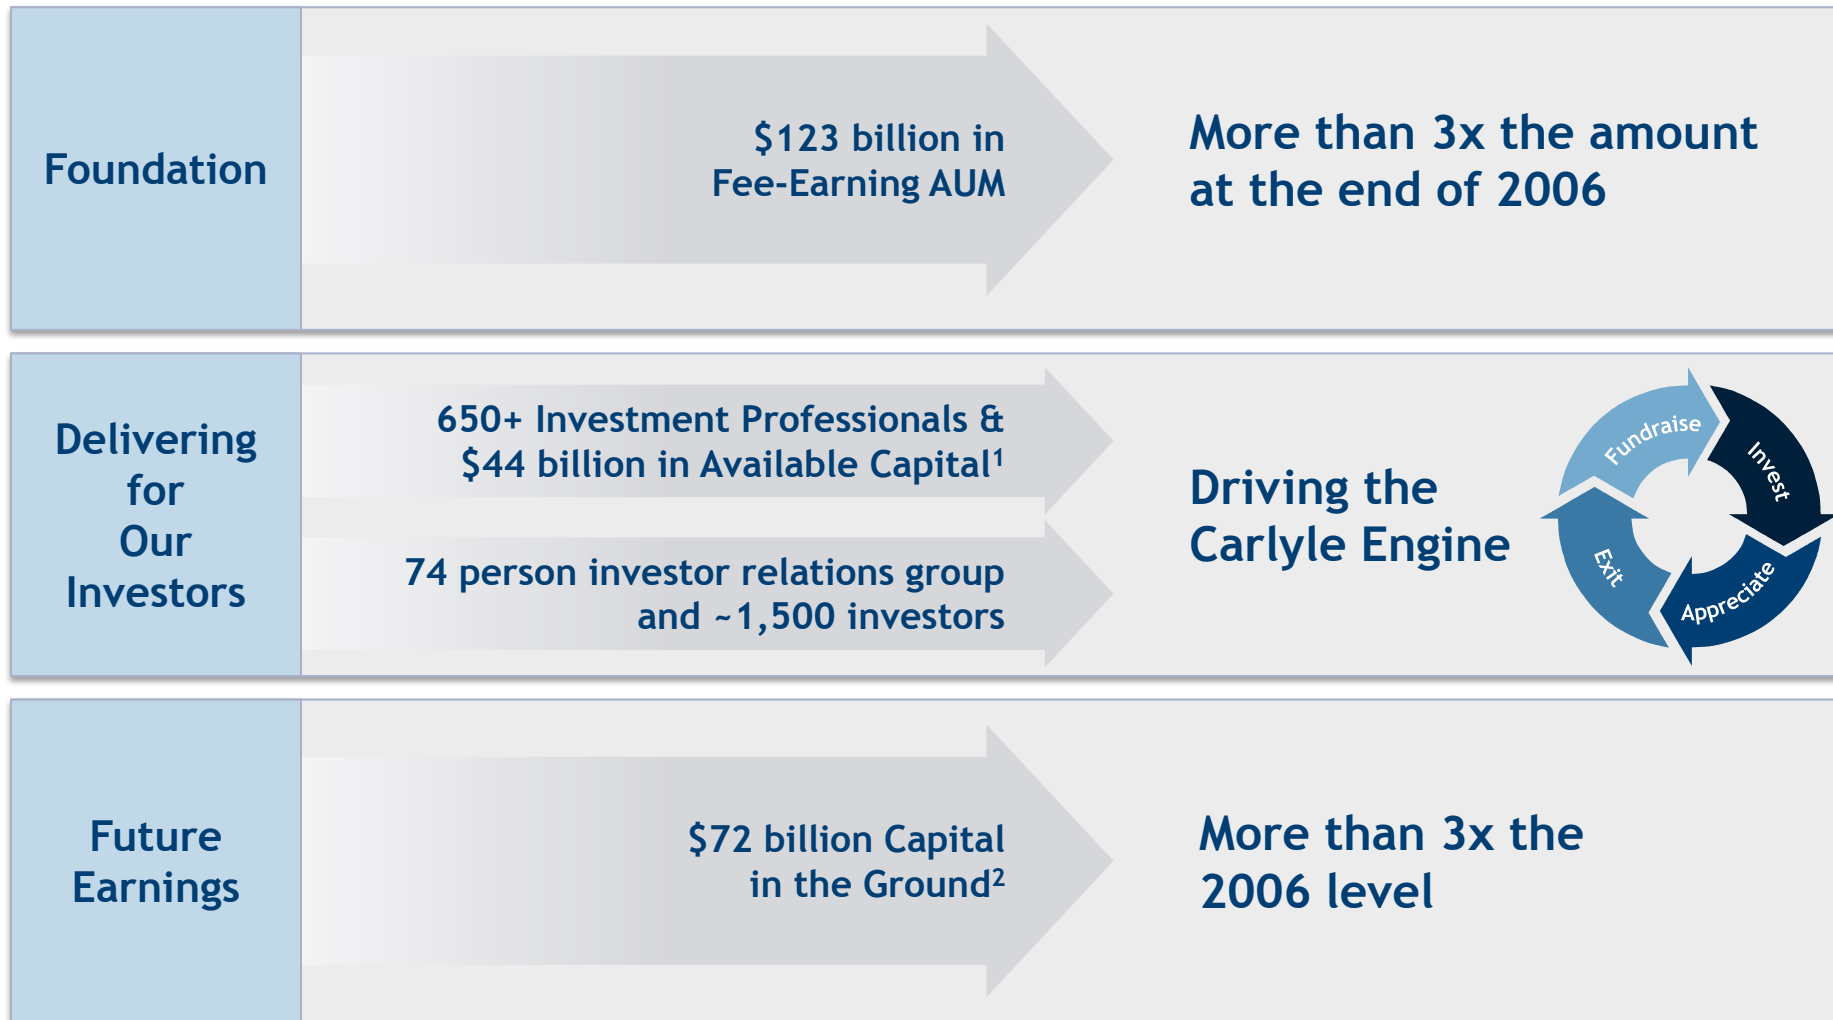 Foundation
$123 billion in
Fee-Earning AUM
More than 3x the amount
at the end of 2006
Delivering
for
Our
Investors
650+ Investment Professionals &
$44 billion in Available Capital¹
74 person investor relations group
and ~1,500 investors
Driving the
Carlyle Engine
Fundraise
Invest
Appreciate
Exit
Future
Earnings
$72 billion Capital
in the Ground²
More than 3x the
2006 level